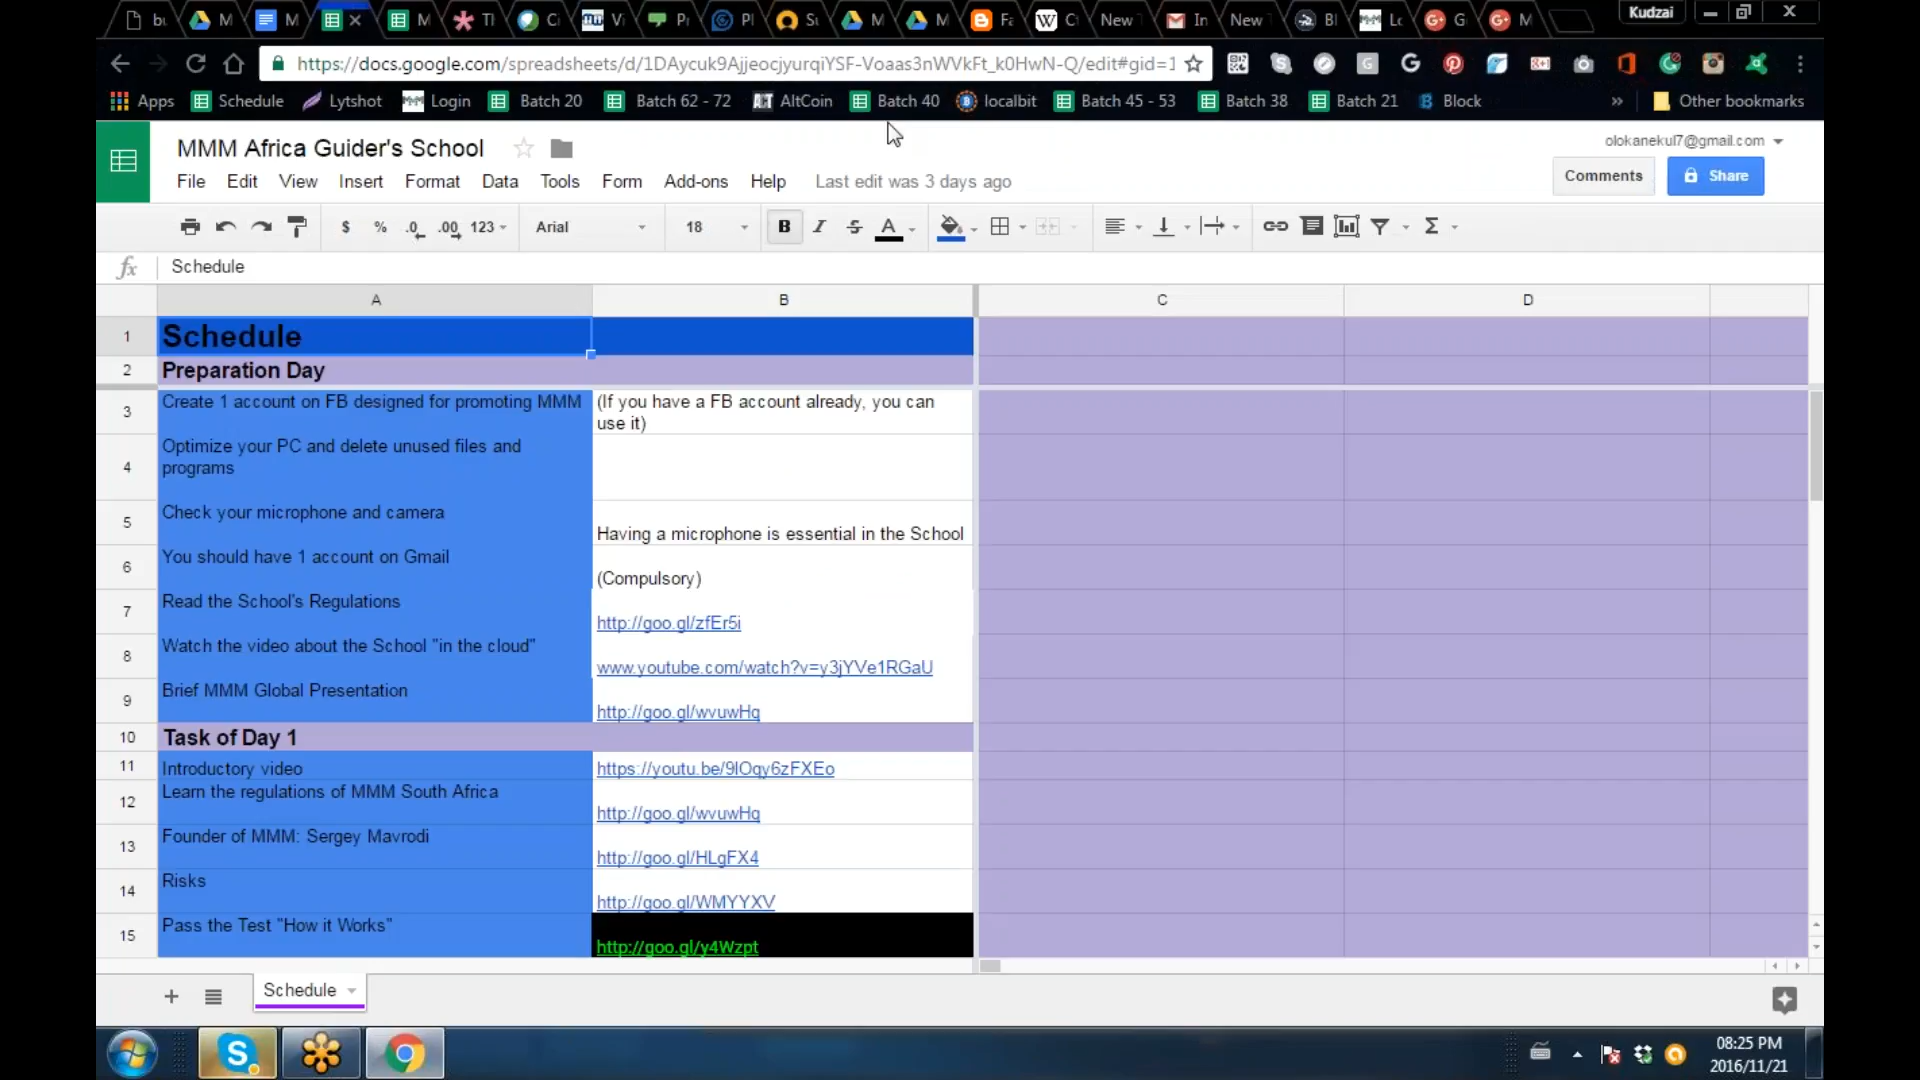 Kudzai
https://docs.google.com/spreadsheets/d/1DAycuk9AjjeocjyurqiYSF-Voaas3nWVkFt_k0HwN-Q/edit#gid=1
Apps Schedule Lytshot Login Batch 20 Batch 62 - 72 AltCoin Batch 40 localbit Batch 45 - 53 Batch 38 Batch 21 Block » Other bookmarks
MMM Africa Guider's School
olokanekul7@gmail.com
File Edit View Insert Format Data Tools Form Add-ons Help Last edit was 3 days ago
Comments Share
$ % .0 .00 123 Arial 18 B I S A
fx Schedule
A B C D
1 Schedule
2 Preparation Day
3 Create 1 account on FB designed for promoting MMM (If you have a FB account already, you can
use it)
4 Optimize your PC and delete unused files and
programs
5 Check your microphone and camera
Having a microphone is essential in the School
6 You should have 1 account on Gmail
(Compulsory)
7 Read the School's Regulations
http://goo.gl/zfEr5i
8 Watch the video about the School "in the cloud"
www.youtube.com/watch?v=y3jYVe1RGaU
9 Brief MMM Global Presentation
http://goo.gl/wvuwHq
10 Task of Day 1
11 Introductory video https://youtu.be/9lOqy6zFXEo
12 Learn the regulations of MMM South Africa
http://goo.gl/wvuwHq
13 Founder of MMM: Sergey Mavrodi
http://goo.gl/HLgFX4
14 Risks
http://goo.gl/WMYYXV
15 Pass the Test "How it Works"
http://goo.gl/y4Wzpt
Schedule
08:25 PM
2016/11/21